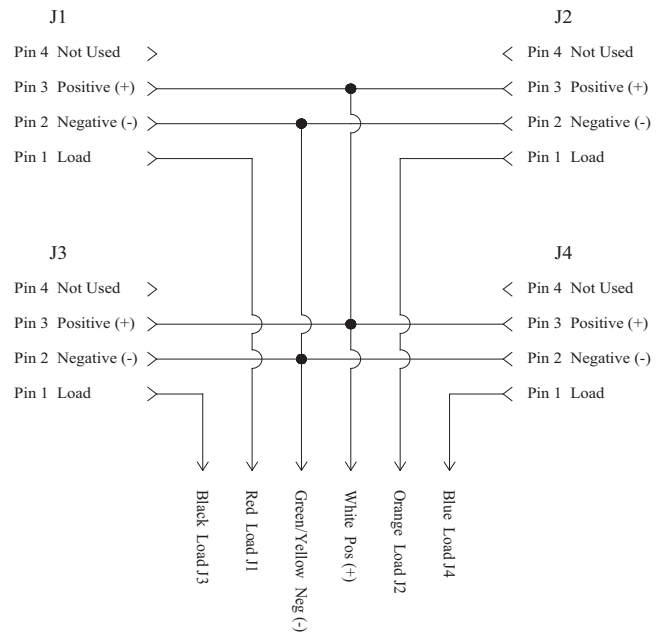 J1
Pin 4 Not Used
Pin 3 Positive (+)
Pin 2 Negative (-)
Pin 1 Load
J2
Pin 4 Not Used
Pin 3 Positive (+)
Pin 2 Negative (-)
Pin 1 Load
J3
Pin 4 Not Used
Pin 3 Positive (+)
Pin 2 Negative (-)
Pin 1 Load
J4
Pin 4 Not Used
Pin 3 Positive (+)
Pin 2 Negative (-)
Pin 1 Load
Black Load J3
Red Load J1
Green/Yellow Neg (-)
White Pos (+)
Orange Load J2
Blue Load J4